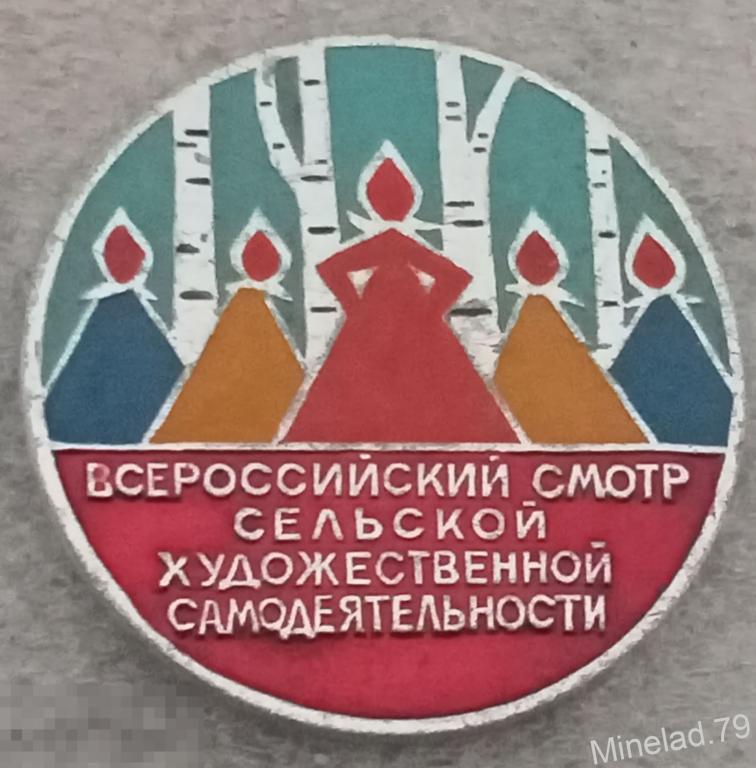 ВСЕРОССИЙСКИЙ СМОТР
СЕЛЬСКОЙ
ХУДОЖЕСТВЕННОЙ
САМОДЕЯТЕЛЬНОСТИ
Minelad.79